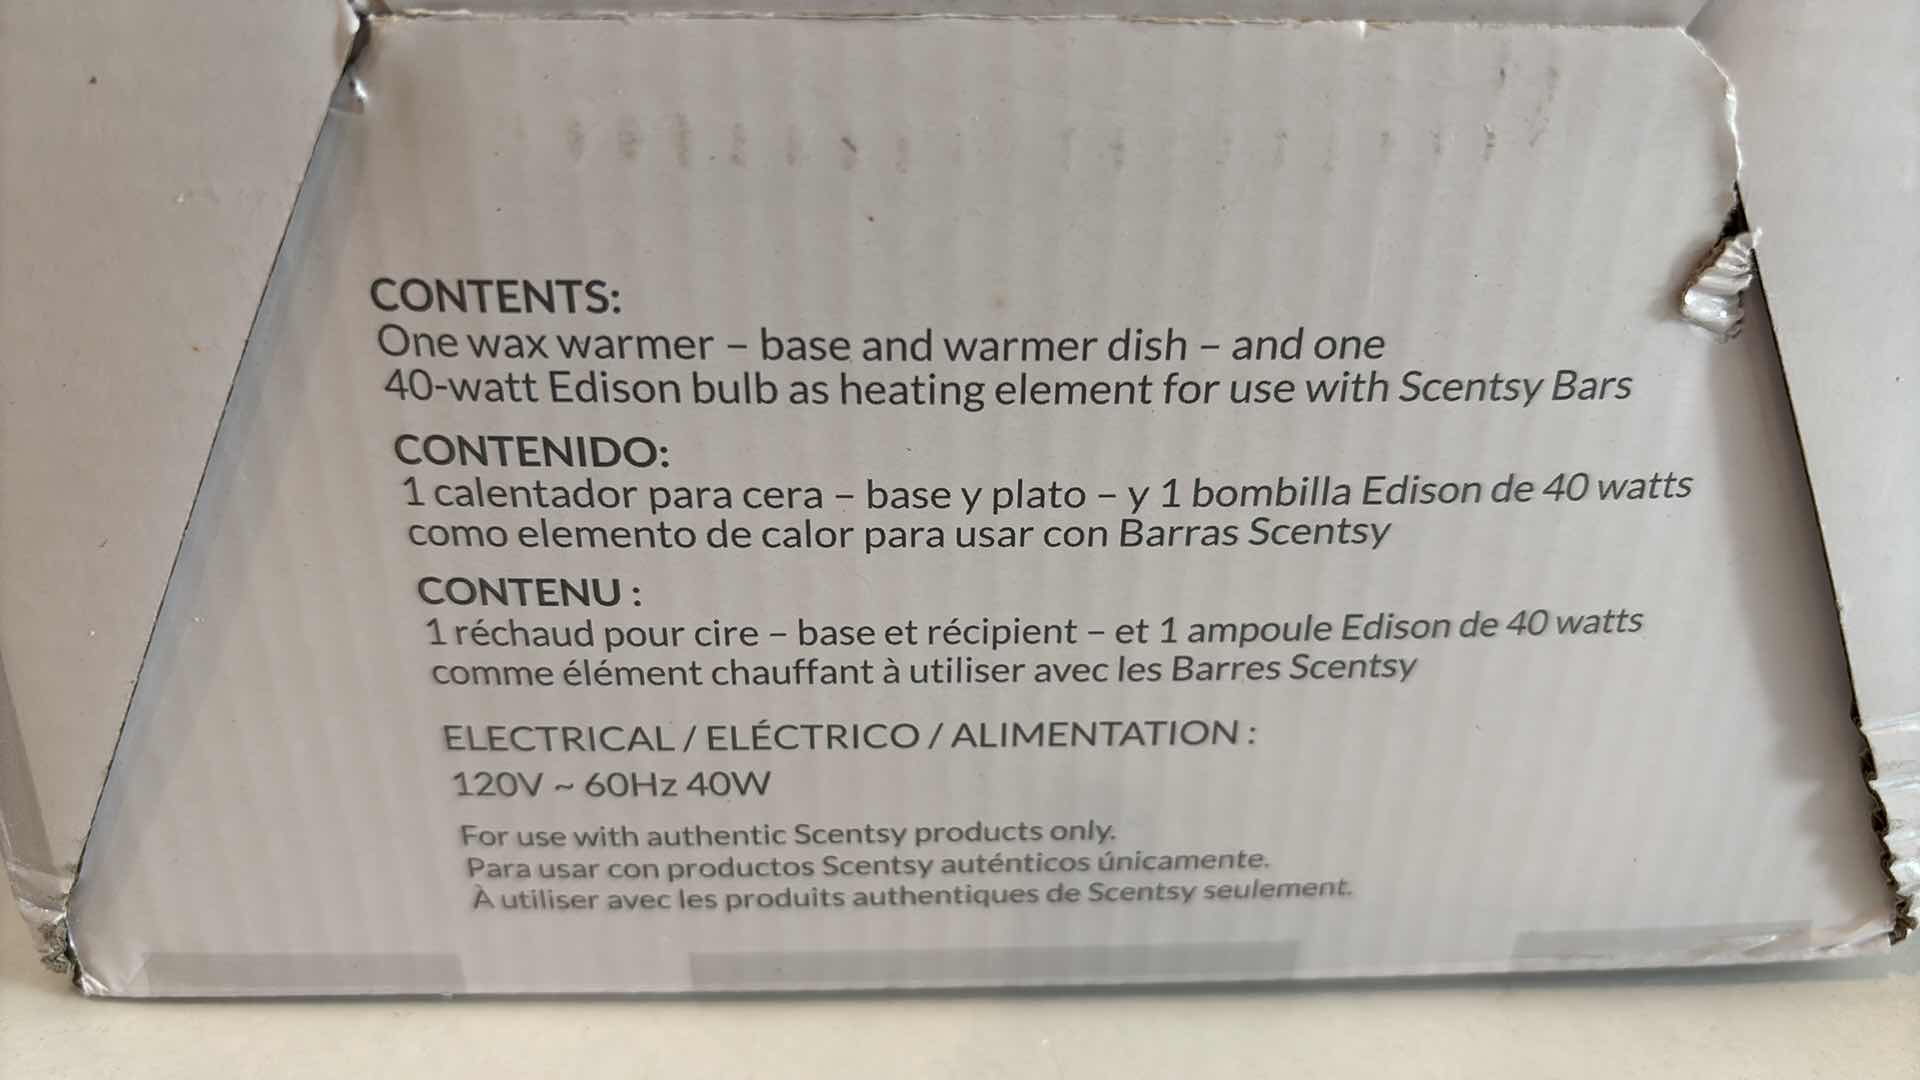 CONTENTS:
One wax warmer – base and warmer dish – and one
40-watt Edison bulb as heating element for use with Scentsy Bars
CONTENIDO:
1 calentador para cera – base y plato – y 1 bombilla Edison de 40 watts
como elemento de calor para usar con Barras Scentsy
CONTENU :
1 réchaud pour cire – base et récipient – et 1 ampoule Edison de 40 watts
comme élément chauffant à utiliser avec les Barres Scentsy
ELECTRICAL / ELÉCTRICO / ALIMENTATION :
120V ~ 60Hz 40W
For use with authentic Scentsy products only.
Para usar con productos Scentsy auténticos únicamente.
À utiliser avec les produits authentiques de Scentsy seulement.